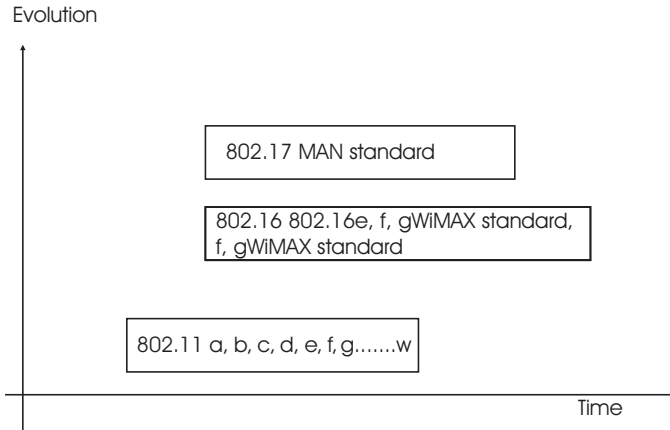 Evolution
802.17 MAN standard
802.16 802.16e, f, gWiMAX standard,
f, gWiMAX standard
802.11 a, b, c, d, e, f, g.......w
Time